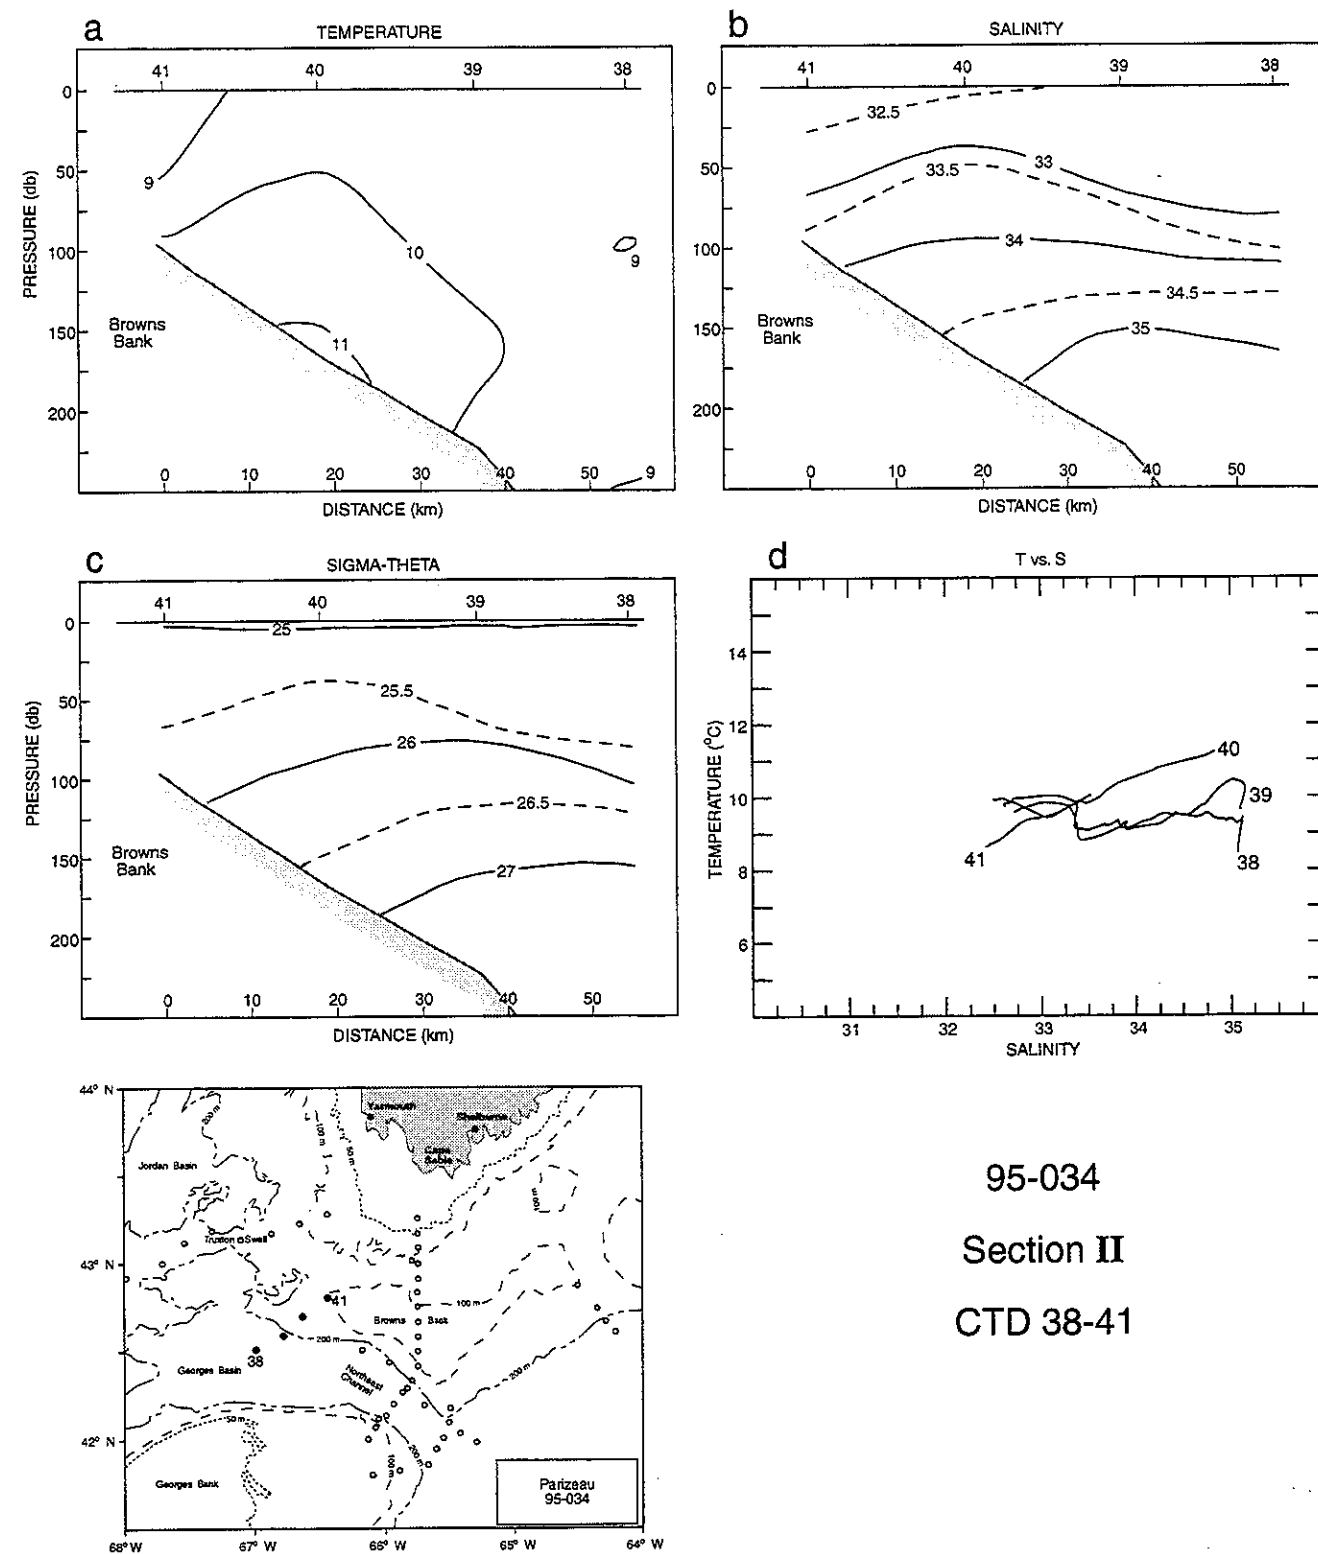 a
TEMPERATURE
41 40 39 38
0
50
100
150
200
PRESSURE (db)
9
10
9
11
9
Browns
Bank
0 10 20 30 40 50
DISTANCE (km)
b
SALINITY
41 40 39 38
0
50
100
150
200
PRESSURE (db)
32.5
33
33.5
34
34.5
35
Browns
Bank
0 10 20 30 40 50
DISTANCE (km)
c
SIGMA-THETA
41 40 39 38
0
50
100
150
200
PRESSURE (db)
25
25.5
26
26.5
27
Browns
Bank
0 10 20 30 40 50
DISTANCE (km)
d
T vs. S
14
12
10
8
6
TEMPERATURE (°C)
40
39
41
38
31 32 33 34 35
SALINITY
44° N
43° N
42° N
Yarmouth
Shelburne
Cape
Sable
200 m
100 m
50 m
100 m
Jordan Basin
Truxton Swell
41
100 m
Browns Bank
200 m
38
Georges Basin
Northeast
Channel
200 m
50 m
200 m
100 m
Georges Bank
Parizeau
95-034
68° W 67° W 66° W 65° W 64° W
95-034
Section II
CTD 38-41